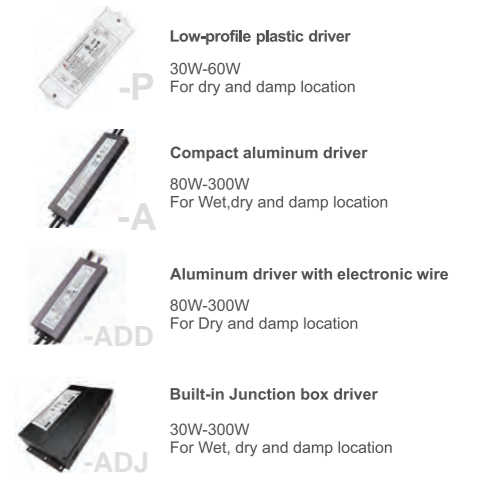 Low-profile plastic driver
30W-60W
For dry and damp location
-P
Compact aluminum driver
80W-300W
For Wet,dry and damp location
-A
Aluminum driver with electronic wire
80W-300W
For Dry and damp location
-ADD
Built-in Junction box driver
30W-300W
For Wet, dry and damp location
-ADJ